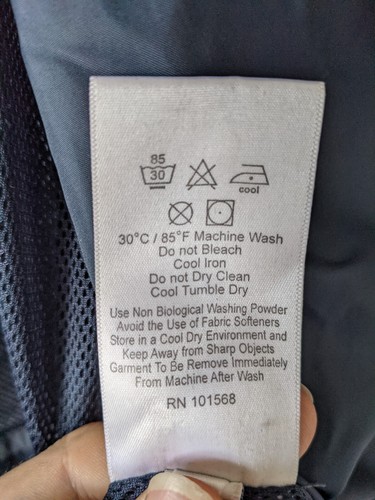 85
30
cool
30°C / 85°F Machine Wash
Do not Bleach
Cool Iron
Do not Dry Clean
Cool Tumble Dry
Use Non Biological Washing Powder
Avoid the Use of Fabric Softeners
Store in a Cool Dry Environment and
Keep Away from Sharp Objects
Garment To Be Remove Immediately
From Machine After Wash
RN 101568